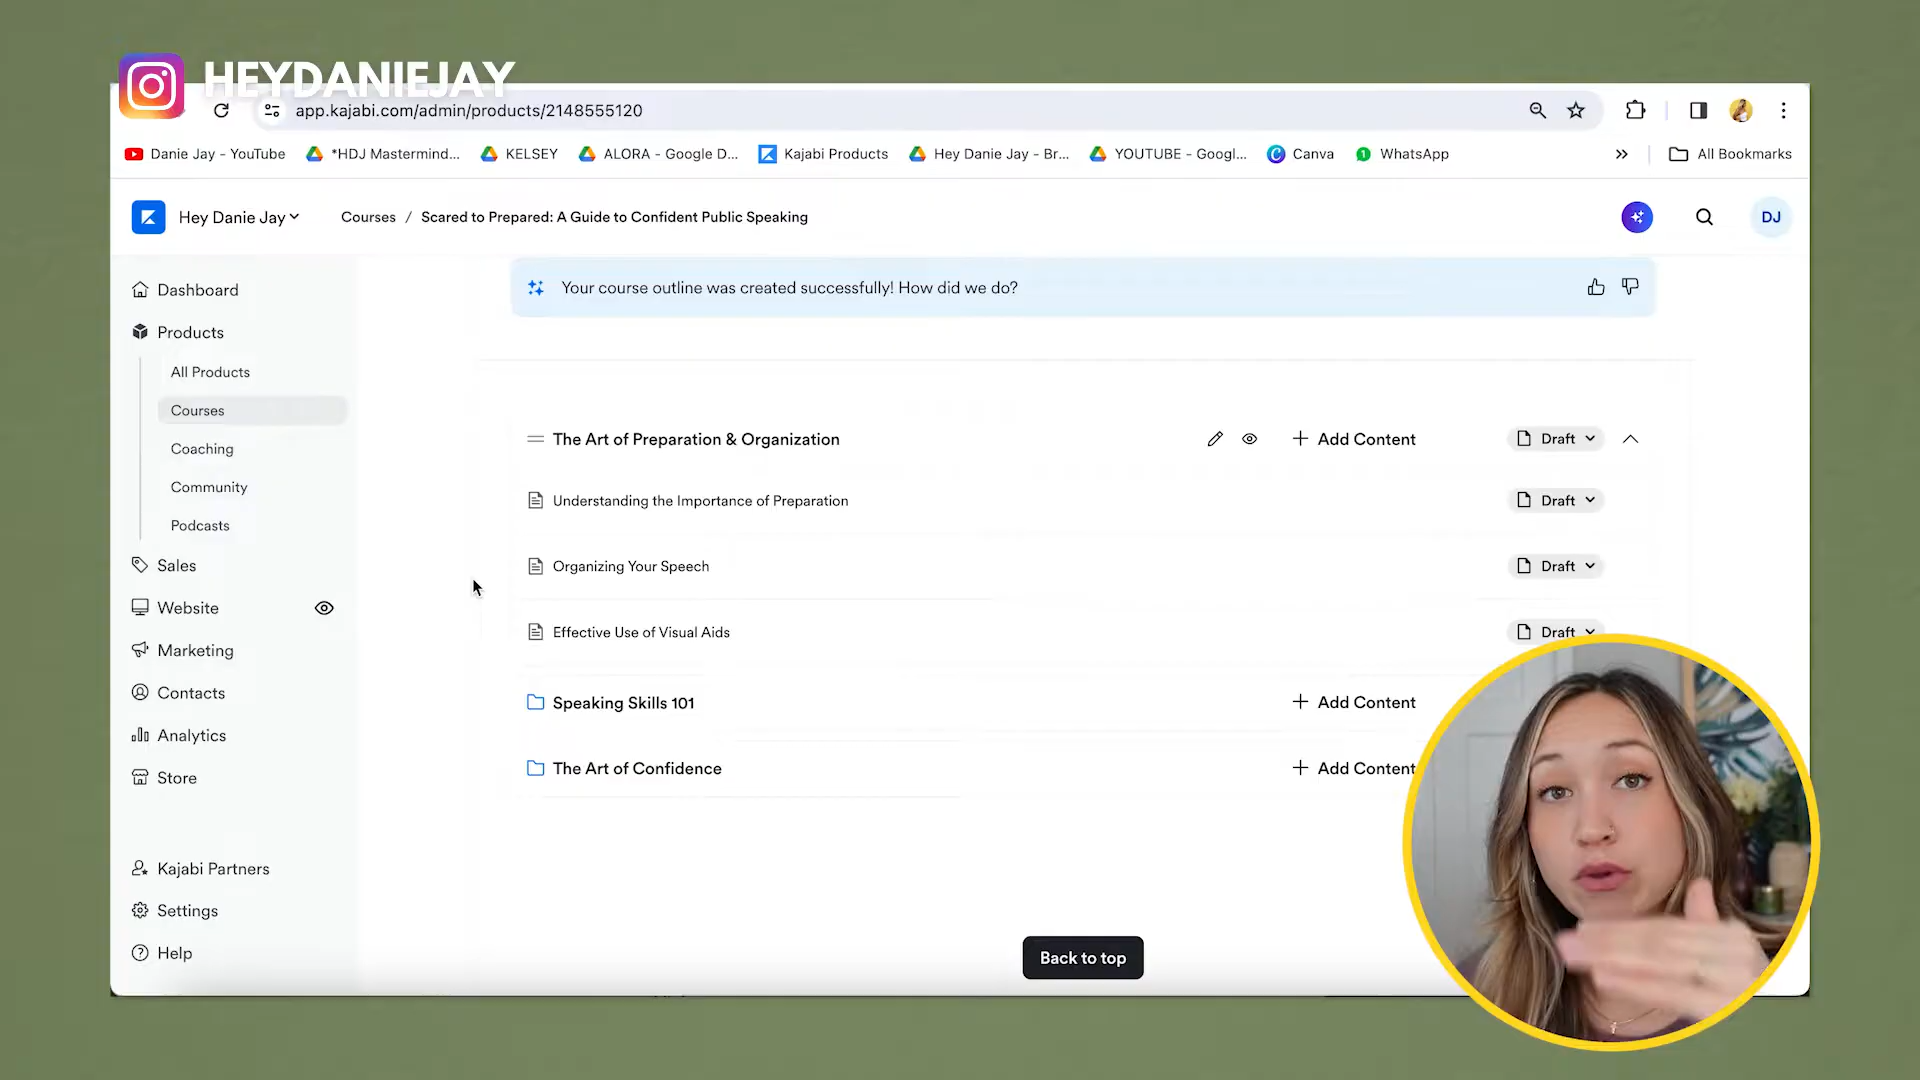 HEYDANIEJAY
app.kajabi.com/admin/products/2148555120
Danie Jay - YouTube
*HDJ Mastermind...
KELSEY
ALORA - Google D...
Kajabi Products
Hey Danie Jay - Br...
YOUTUBE - Googl...
Canva
1
WhatsApp
All Bookmarks
Hey Danie Jay
Courses / Scared to Prepared: A Guide to Confident Public Speaking
DJ
Dashboard
Products
All Products
Courses
Coaching
Community
Podcasts
Sales
Website
Marketing
Contacts
Analytics
Store
Kajabi Partners
Settings
Help
Your course outline was created successfully! How did we do?
The Art of Preparation & Organization
Add Content
Draft
Understanding the Importance of Preparation
Draft
Organizing Your Speech
Draft
Effective Use of Visual Aids
Draft
Speaking Skills 101
Add Content
The Art of Confidence
Add Content
Back to top